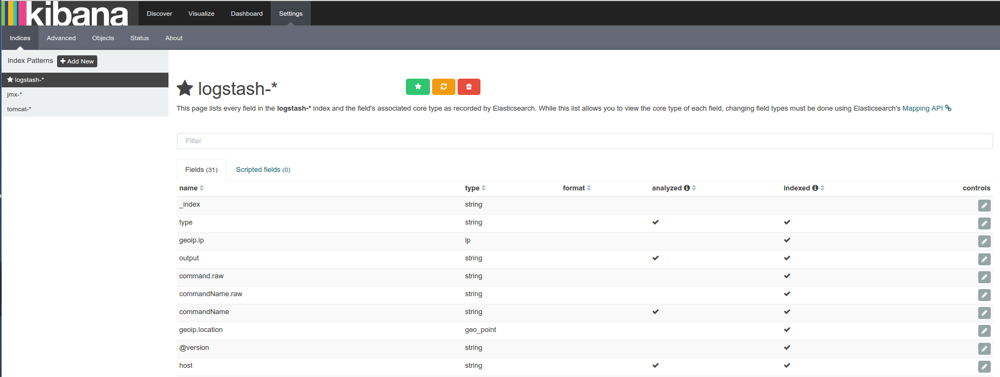 kibana
Discover Visualize Dashboard Settings
Indices Advanced Objects Status About
Index Patterns Add New
logstash-*
jmx-*
tomcat-*
logstash-*
This page lists every field in the logstash-* index and the field's associated core type as recorded by Elasticsearch. While this list allows you to view the core type of each field, changing field types must be done using Elasticsearch's Mapping API
Filter
Fields (31) Scripted fields (0)
name type format analyzed indexed controls
_index string
type string
geoip.ip ip
output string
command.raw string
commandName.raw string
commandName string
geoip.location geo_point
@version string
host string